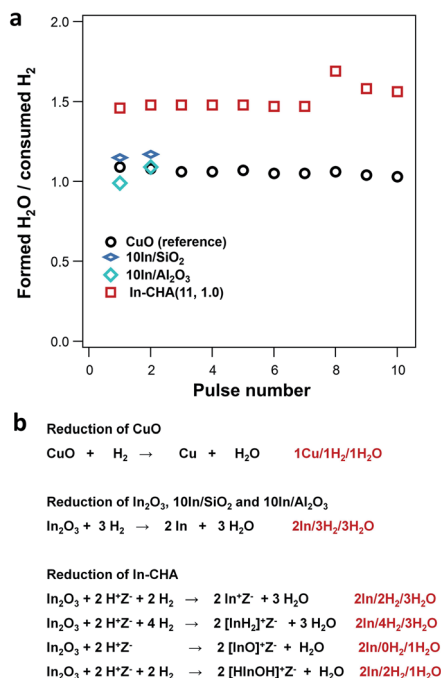 a
Formed H₂O / consumed H₂
2.0
1.5
1.0
0.5
0.0
CuO (reference)
10In/SiO₂
10In/Al₂O₃
In-CHA(11, 1.0)
0 2 4 6 8 10
Pulse number
b
Reduction of CuO
CuO + H₂ → Cu + H₂O 1Cu/1H₂/1H₂O
Reduction of In₂O₃, 10In/SiO₂ and 10In/Al₂O₃
In₂O₃ + 3 H₂ → 2 In + 3 H₂O 2In/3H₂/3H₂O
Reduction of In-CHA
In₂O₃ + 2 H⁺Z⁻ + 2 H₂ → 2 In⁺Z⁻ + 3 H₂O 2In/2H₂/3H₂O
In₂O₃ + 2 H⁺Z⁻ + 4 H₂ → 2 [InH₂]⁺Z⁻ + 3 H₂O 2In/4H₂/3H₂O
In₂O₃ + 2 H⁺Z⁻ → 2 [InO]⁺Z⁻ + H₂O 2In/0H₂/1H₂O
In₂O₃ + 2 H⁺Z⁻ + 2 H₂ → 2 [HInOH]⁺Z⁻ + H₂O 2In/2H₂/1H₂O